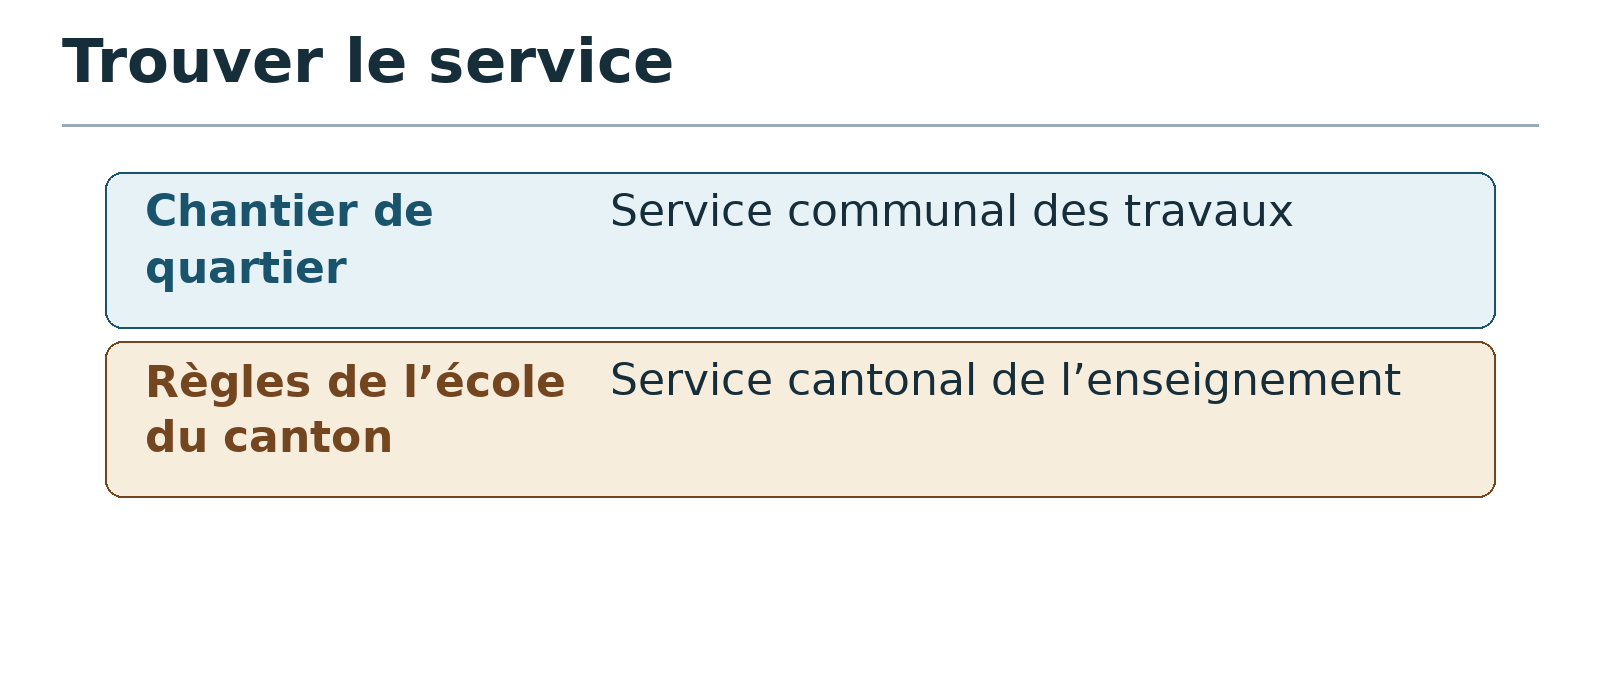 Trouver le service
Chantier de
quartier
Service communal des travaux
Règles de l’école
du canton
Service cantonal de l’enseignement